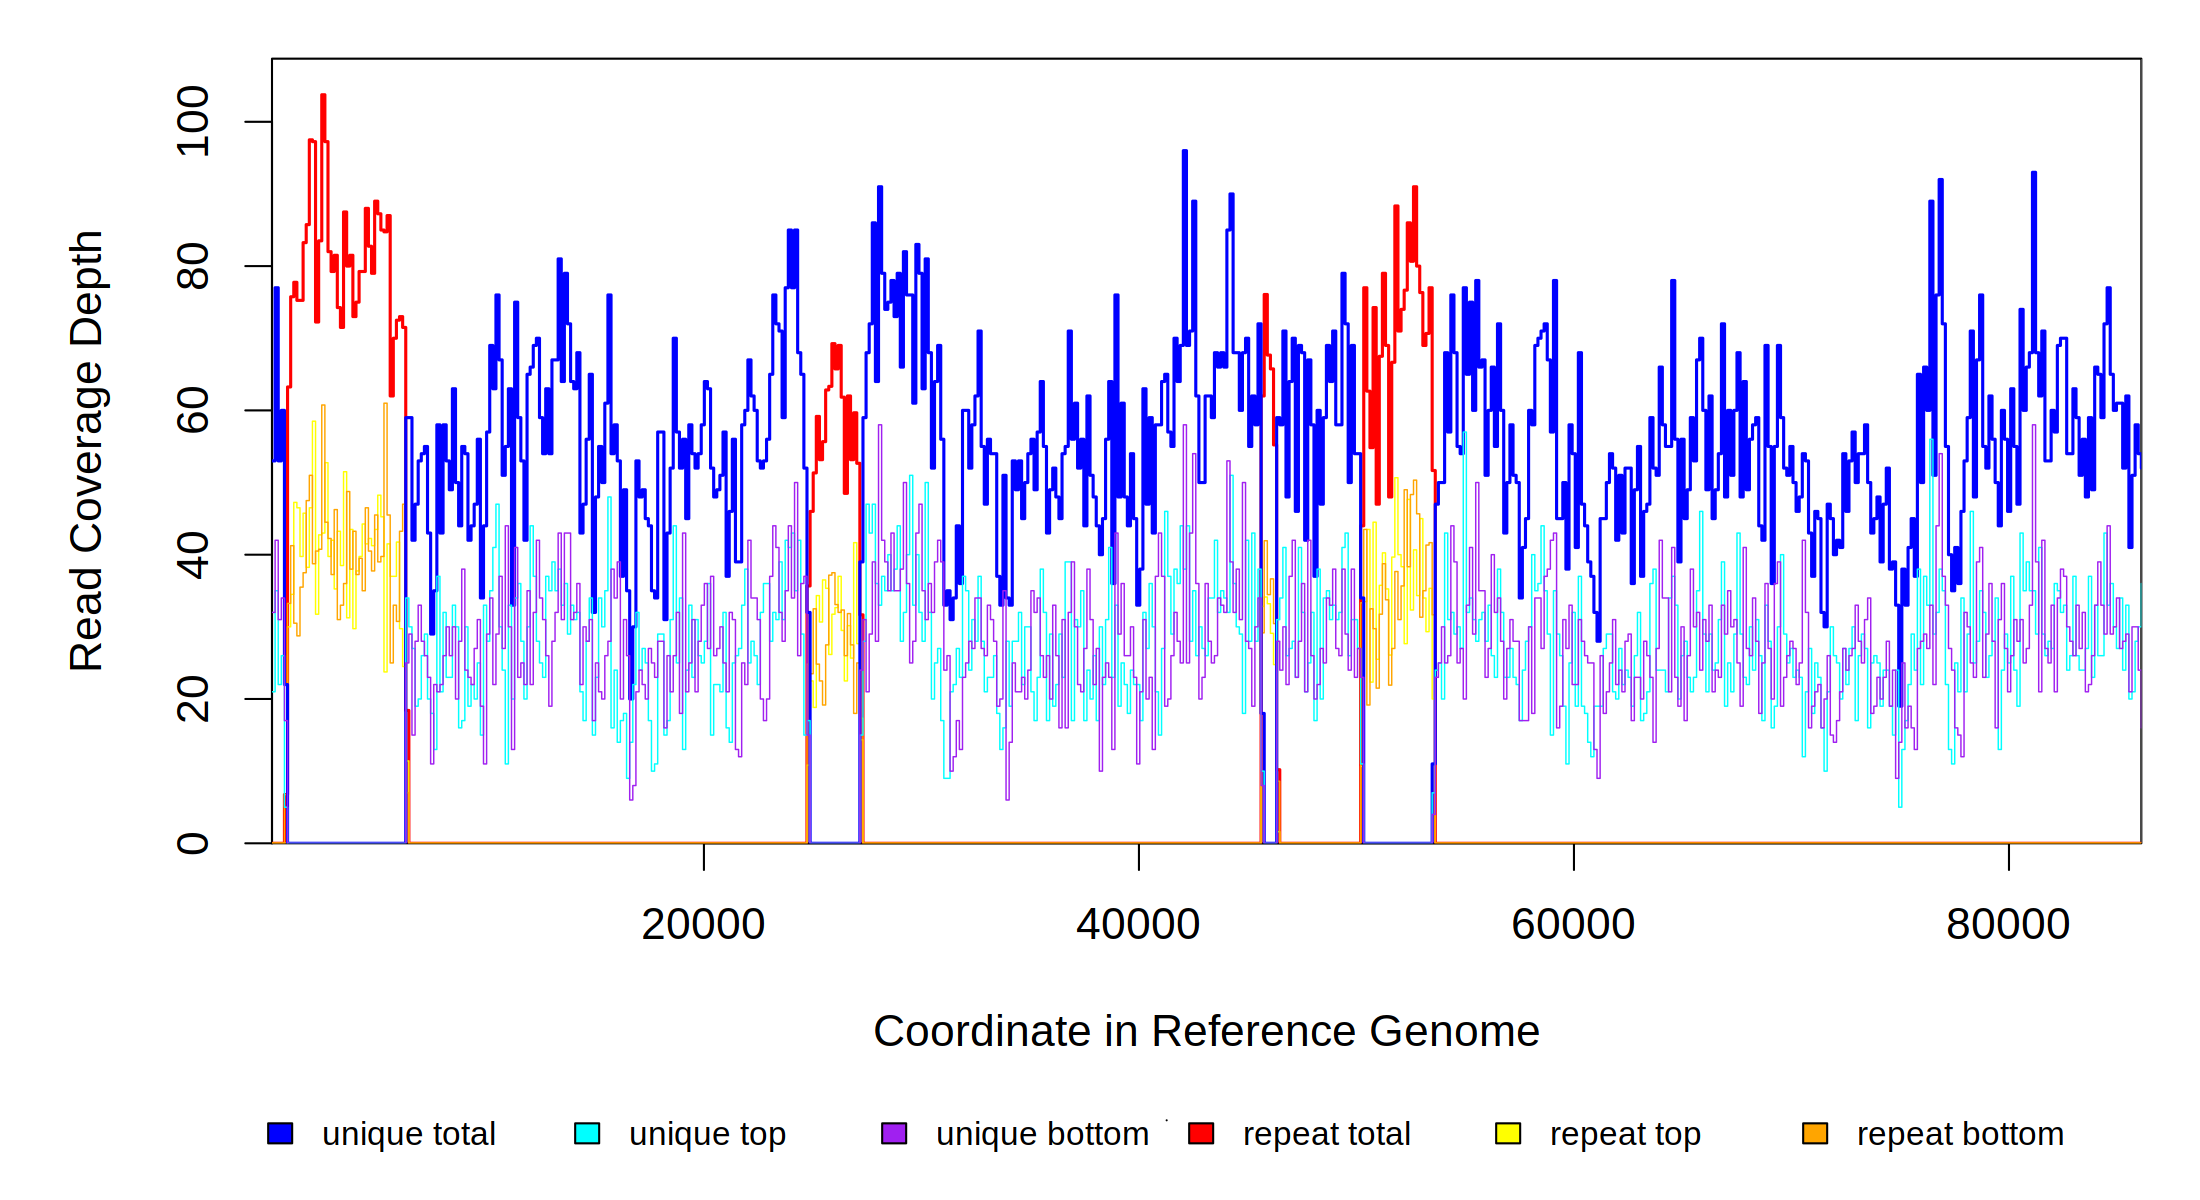 Read Coverage Depth
100
80
60
40
20
0
20000 40000 60000 80000
Coordinate in Reference Genome
unique total unique top unique bottom repeat total repeat top repeat bottom